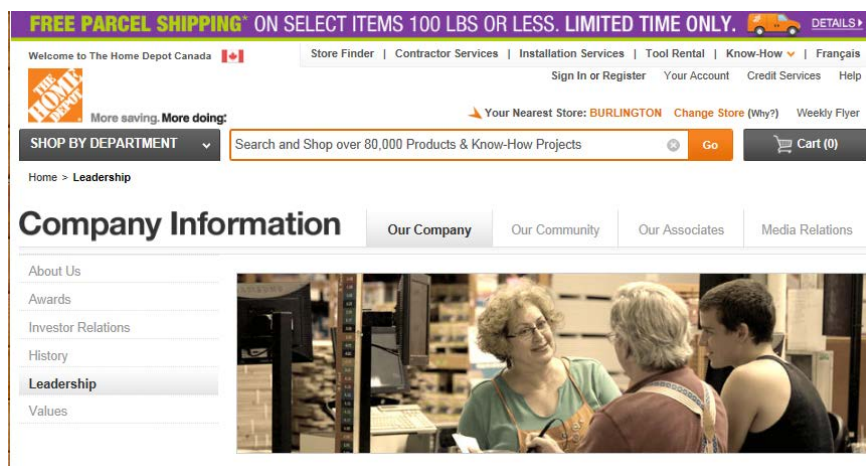 FREE PARCEL SHIPPING* ON SELECT ITEMS 100 LBS OR LESS. LIMITED TIME ONLY. DETAILS
Welcome to The Home Depot Canada Store Finder | Contractor Services | Installation Services | Tool Rental | Know-How | Français
Sign In or Register Your Account Credit Services Help
THE HOME DEPOT
More saving. More doing.
Your Nearest Store: BURLINGTON Change Store (Why?) Weekly Flyer
SHOP BY DEPARTMENT Search and Shop over 80,000 Products & Know-How Projects Go Cart (0)
Home > Leadership
Company Information Our Company Our Community Our Associates Media Relations
About Us
Awards
Investor Relations
History
Leadership
Values